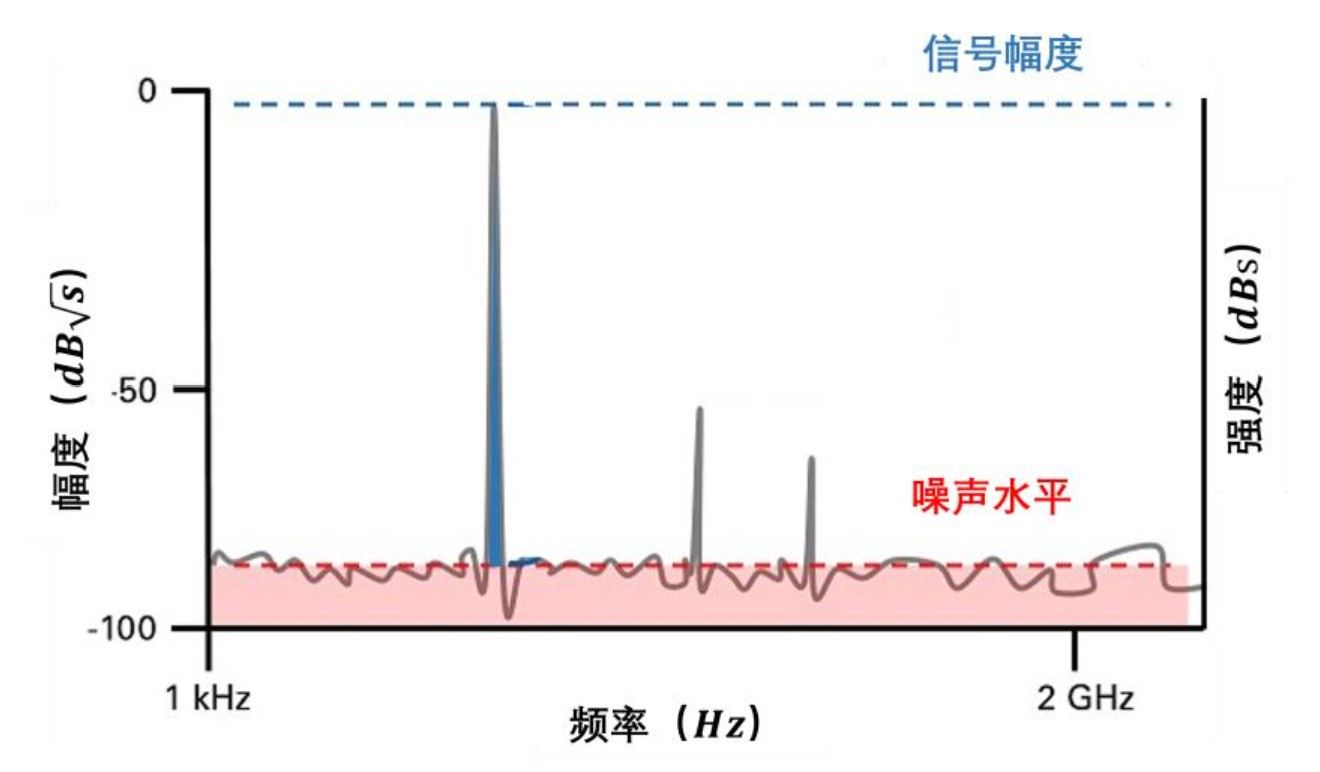 信号幅度
0
-50
-100
幅度（dB√s）
强度（dBs）
噪声水平
1 kHz
2 GHz
频率（Hz）